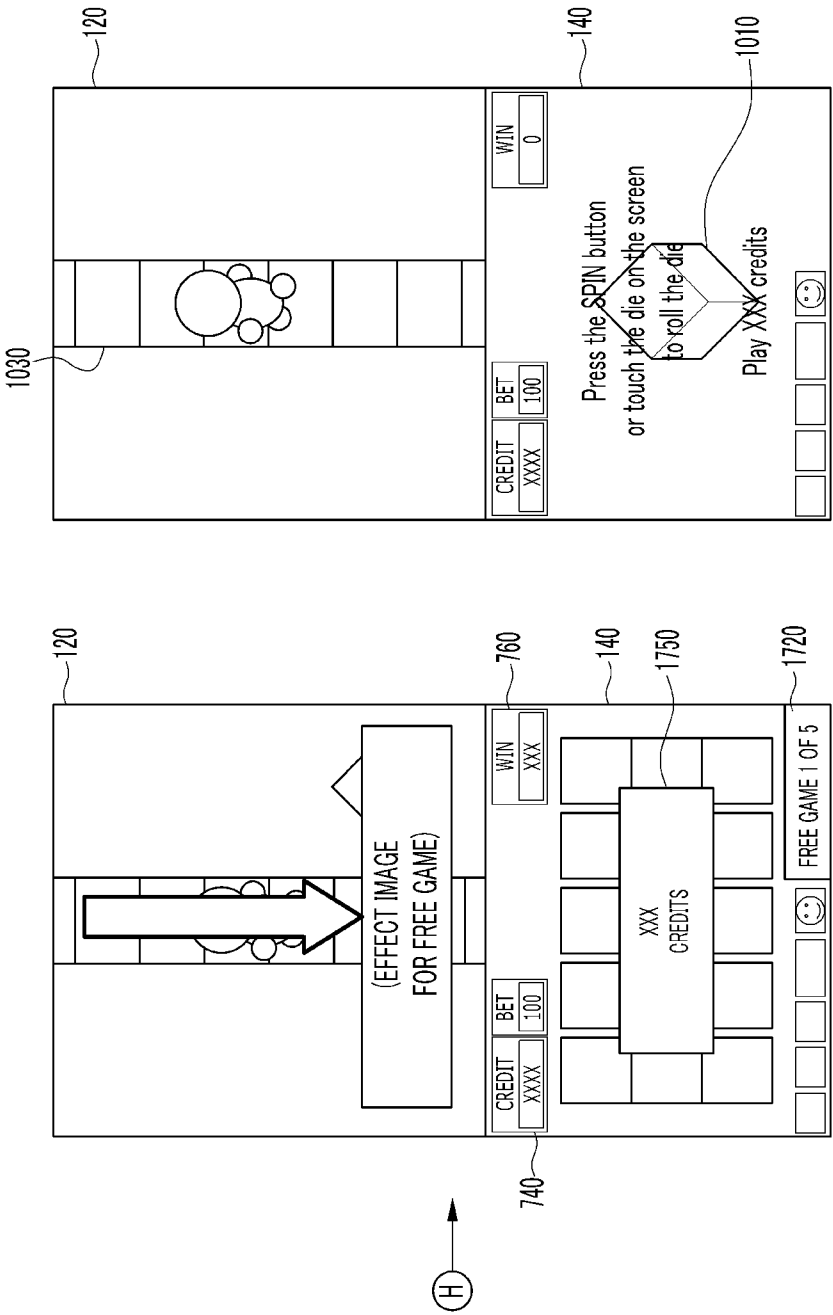 H
120
(EFFECT IMAGE
FOR FREE GAME)
740
CREDIT
XXXX
BET
100
WIN
XXX
760
140
XXX
CREDITS
1750
FREE GAME 1 OF 5
1720
1030
120
CREDIT
XXXX
BET
100
WIN
0
140
Press the SPIN button
or touch the die on the screen
to roll the die
1010
Play XXX credits